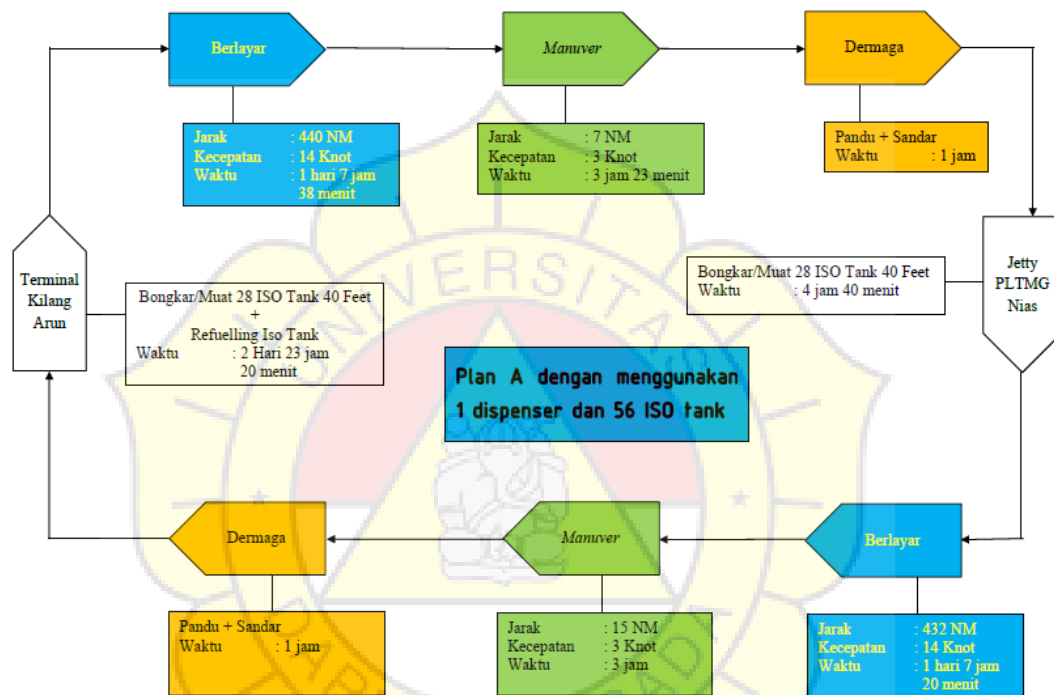 Berlayar
Manuver
Dermaga
Jarak : 440 NM
Kecepatan : 14 Knot
Waktu : 1 hari 7 jam
38 menit
Jarak : 7 NM
Kecepatan : 3 Knot
Waktu : 3 jam 23 menit
Pandu + Sandar
Waktu : 1 jam
Terminal
Kilang
Arun
Bongkar/Muat 28 ISO Tank 40 Feet
+
Refuelling Iso Tank
Waktu : 2 Hari 23 jam
20 menit
Bongkar/Muat 28 ISO Tank 40 Feet
Waktu : 4 jam 40 menit
Jetty
PLTMG
Nias
Plan A dengan menggunakan
1 dispenser dan 56 ISO tank
Dermaga
Manuver
Berlayar
Pandu + Sandar
Waktu : 1 jam
Jarak : 15 NM
Kecepatan : 3 Knot
Waktu : 3 jam
Jarak : 432 NM
Kecepatan : 14 Knot
Waktu : 1 hari 7 jam
20 menit
UNIVERSITAS